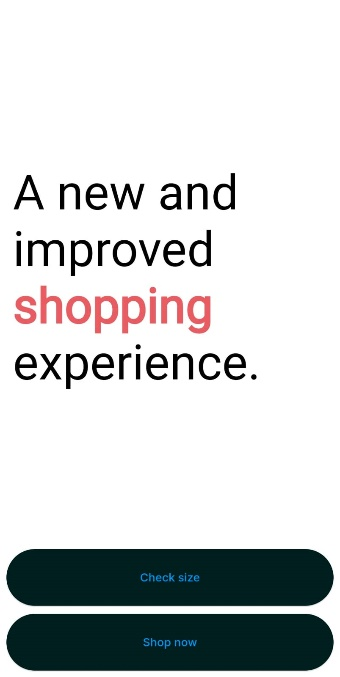 A new and
improved
shopping
experience.
Check size
Shop now